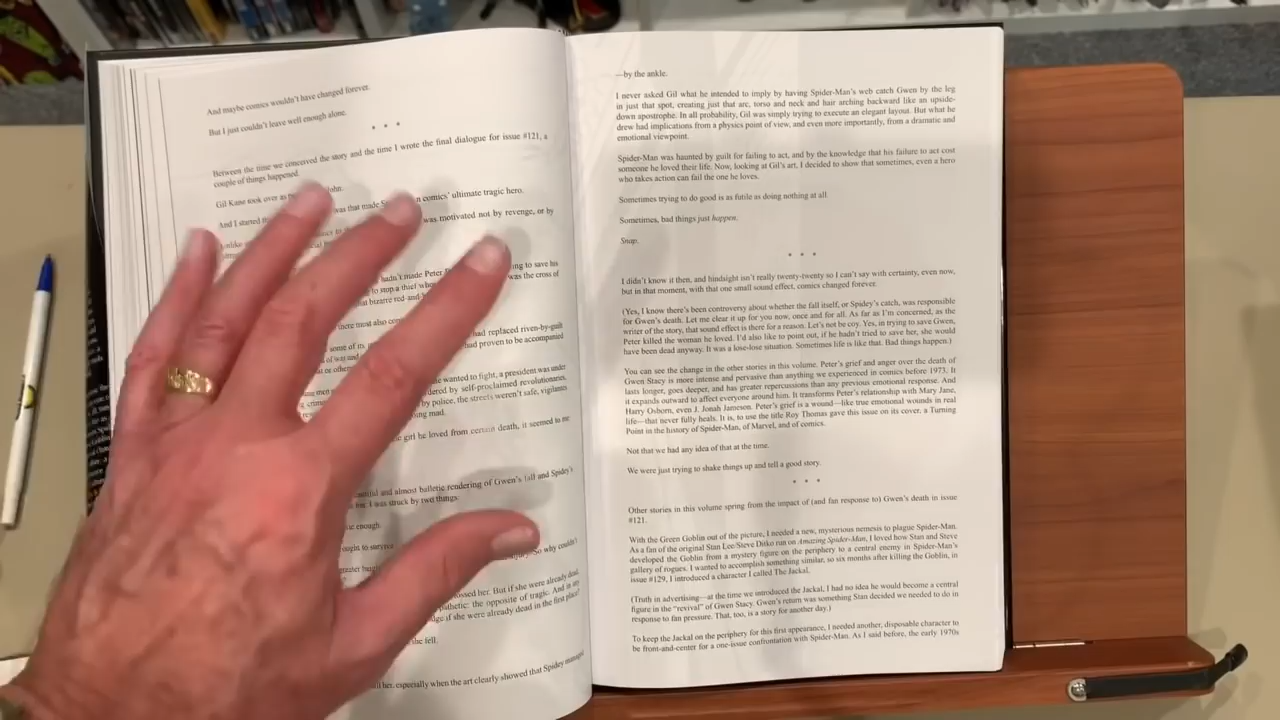 And maybe comics wouldn't have changed forever.
But I just couldn't leave well enough alone.
* * *
Between the time we conceived the story and the time I wrote the final dialogue for issue #121, a
couple of things happened.
Gil Kane took over as
And I started
was that made comics' ultimate tragic hero.
was motivated not by revenge, or by
hadn't made Peter to save his
to stop a thief was the cross of
bizarre red-and-
there must also
had replaced riven-by-guilt
had proven to be accompanied
wanted to fight, a president was under
by self-proclaimed revolutionaries,
by police, the streets weren't safe, vigilantes
mad.
girl he loved from certain death, it seemed to me
and almost balletic rendering of Gwen's fall and Spidey's
I was struck by two things:
enough.
So why couldn't
her. But if she were already dead,
the opposite of tragic. And in my
if she were already dead in the first place?
she fell.
her, especially when the art clearly showed that Spidey managed
—by the ankle.
I never asked Gil what he intended to imply by having Spider-Man's web catch Gwen by the leg
in just that spot, creating just that arc, torso and neck and hair arching backward like an upside-
down apostrophe. In all probability, Gil was simply trying to execute an elegant layout. But what he
drew had implications from a physics point of view, and even more importantly, from a dramatic and
emotional viewpoint.
Spider-Man was haunted by guilt for failing to act, and by the knowledge that his failure to act cost
someone he loved their life. Now, looking at Gil's art, I decided to show that sometimes, even a hero
who takes action can fail the one he loves.
Sometimes trying to do good is as futile as doing nothing at all.
Sometimes, bad things just happen.
Snap.
* * *
I didn't know it then, and hindsight isn't really twenty-twenty so I can't say with certainty, even now,
but in that moment, with that one small sound effect, comics changed forever.
(Yes, I know there's been controversy about whether the fall itself, or Spidey's catch, was responsible
for Gwen's death. Let me clear it up for you now, once and for all. As far as I'm concerned, as the
writer of the story, that sound effect is there for a reason. Let's not be coy. Yes, in trying to save Gwen,
Peter killed the woman he loved. I'd also like to point out, if he hadn't tried to save her, she would
have been dead anyway. It was a lose-lose situation. Sometimes life is like that. Bad things happen.)
You can see the change in the other stories in this volume. Peter's grief and anger over the death of
Gwen Stacy is more intense and pervasive than anything we experienced in comics before 1973. It
lasts longer, goes deeper, and has greater repercussions than any previous emotional response. And
it expands outward to affect everyone around him. It transforms Peter's relationship with Mary Jane,
Harry Osborn, even J. Jonah Jameson. Peter's grief is a wound—like true emotional wounds in real
life—that never fully heals. It is, to use the title Roy Thomas gave this issue on its cover, a Turning
Point in the history of Spider-Man, of Marvel, and of comics.
Not that we had any idea of that at the time.
We were just trying to shake things up and tell a good story.
* * *
Other stories in this volume spring from the impact of (and fan response to) Gwen's death in issue
#121.
With the Green Goblin out of the picture, I needed a new, mysterious nemesis to plague Spider-Man.
As a fan of the original Stan Lee/Steve Ditko run on Amazing Spider-Man, I loved how Stan and Steve
developed the Goblin from a mystery figure on the periphery to a central enemy in Spider-Man's
gallery of rogues. I wanted to accomplish something similar, so six months after killing the Goblin, in
issue #129, I introduced a character I called The Jackal.
(Truth in advertising—at the time we introduced the Jackal, I had no idea he would become a central
figure in the "revival" of Gwen Stacy. Gwen's return was something Stan decided we needed to do in
response to fan pressure. That, too, is a story for another day.)
To keep the Jackal on the periphery for this first appearance, I needed another, disposable character to
be front-and-center for a one-issue confrontation with Spider-Man. As I said before, the early 1970s